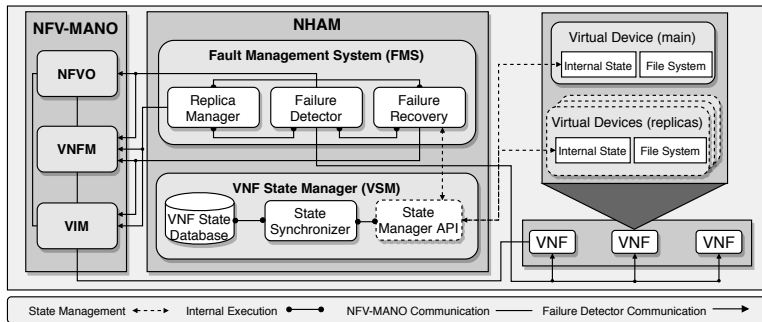 NFV-MANO
NFVO
VNFM
VIM
NHAM
Fault Management System (FMS)
Replica
Manager
Failure
Detector
Failure
Recovery
VNF State Manager (VSM)
VNF State
Database
State
Synchronizer
State
Manager API
Virtual Device (main)
Internal State
File System
Virtual Devices (replicas)
Internal State
File System
VNF
VNF
VNF
State Management
Internal Execution
NFV-MANO Communication
Failure Detector Communication